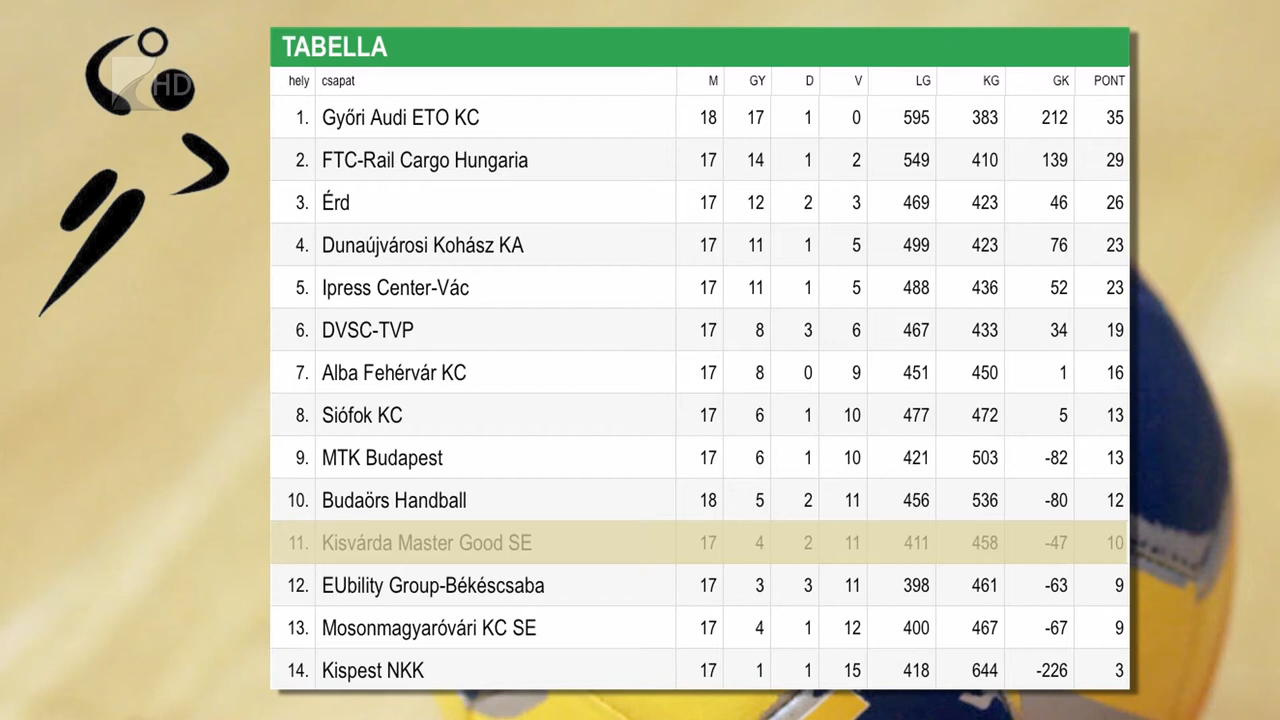 HD
TABELLA
hely csapat M GY D V LG KG GK PONT
1. Győri Audi ETO KC 18 17 1 0 595 383 212 35
2. FTC-Rail Cargo Hungaria 17 14 1 2 549 410 139 29
3. Érd 17 12 2 3 469 423 46 26
4. Dunaújvárosi Kohász KA 17 11 1 5 499 423 76 23
5. Ipress Center-Vác 17 11 1 5 488 436 52 23
6. DVSC-TVP 17 8 3 6 467 433 34 19
7. Alba Fehérvár KC 17 8 0 9 451 450 1 16
8. Siófok KC 17 6 1 10 477 472 5 13
9. MTK Budapest 17 6 1 10 421 503 -82 13
10. Budaörs Handball 18 5 2 11 456 536 -80 12
11. Kisvárda Master Good SE 17 4 2 11 411 458 -47 10
12. EUbility Group-Békéscsaba 17 3 3 11 398 461 -63 9
13. Mosonmagyaróvári KC SE 17 4 1 12 400 467 -67 9
14. Kispest NKK 17 1 1 15 418 644 -226 3